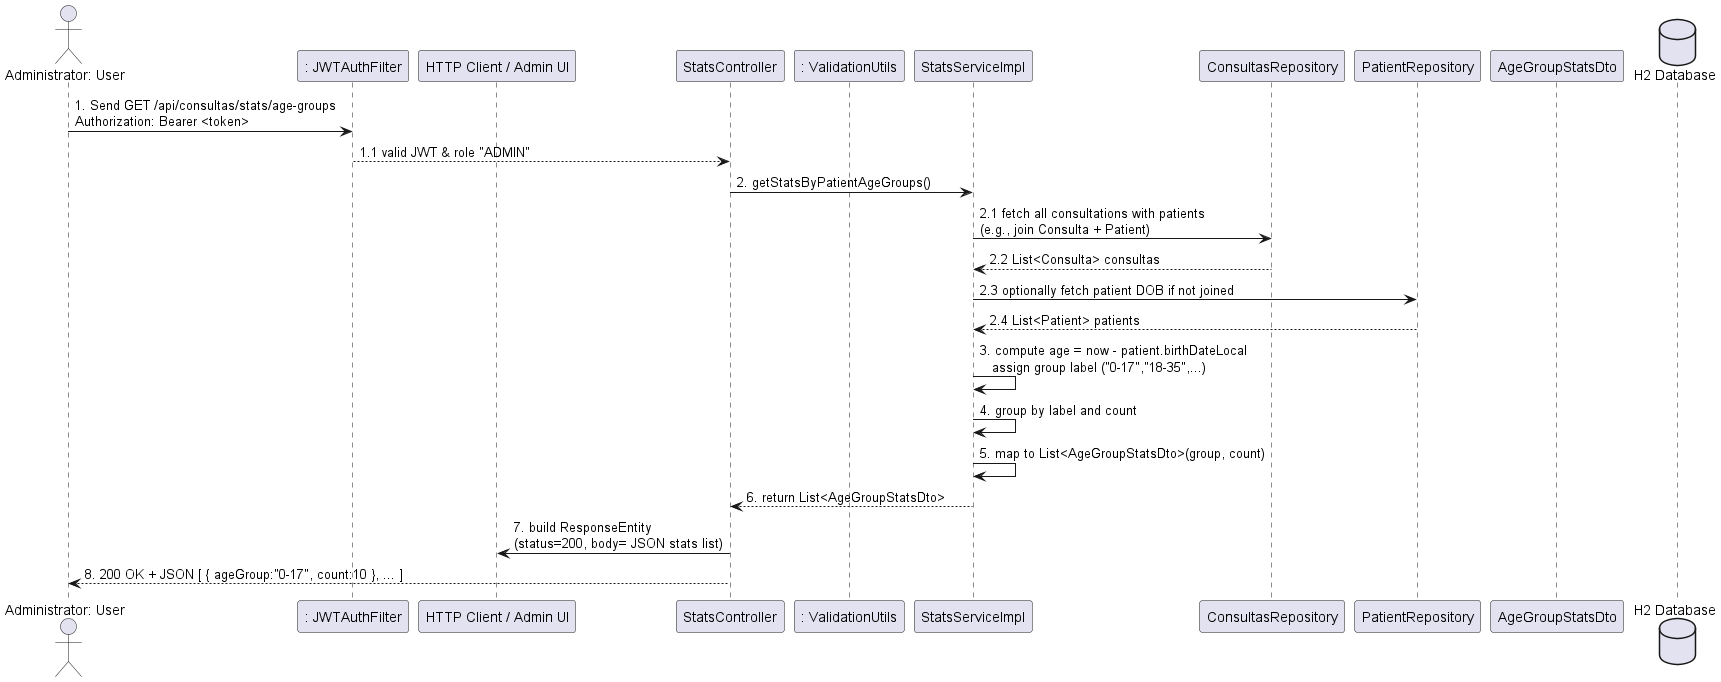 Administrator: User
: JWTAuthFilter
HTTP Client / Admin UI
StatsController
: ValidationUtils
StatsServiceImpl
ConsultasRepository
PatientRepository
AgeGroupStatsDto
H2 Database
1. Send GET /api/consultas/stats/age-groups
Authorization: Bearer <token>
1.1 valid JWT & role "ADMIN"
2. getStatsByPatientAgeGroups()
2.1 fetch all consultations with patients
(e.g., join Consulta + Patient)
2.2 List<Consulta> consultas
2.3 optionally fetch patient DOB if not joined
2.4 List<Patient> patients
3. compute age = now - patient.birthDateLocal
assign group label ("0-17","18-35",...)
4. group by label and count
5. map to List<AgeGroupStatsDto>(group, count)
6. return List<AgeGroupStatsDto>
7. build ResponseEntity
(status=200, body= JSON stats list)
8. 200 OK + JSON [ { ageGroup:"0-17", count:10 }, ... ]
Administrator: User
: JWTAuthFilter
HTTP Client / Admin UI
StatsController
: ValidationUtils
StatsServiceImpl
ConsultasRepository
PatientRepository
AgeGroupStatsDto
H2 Database